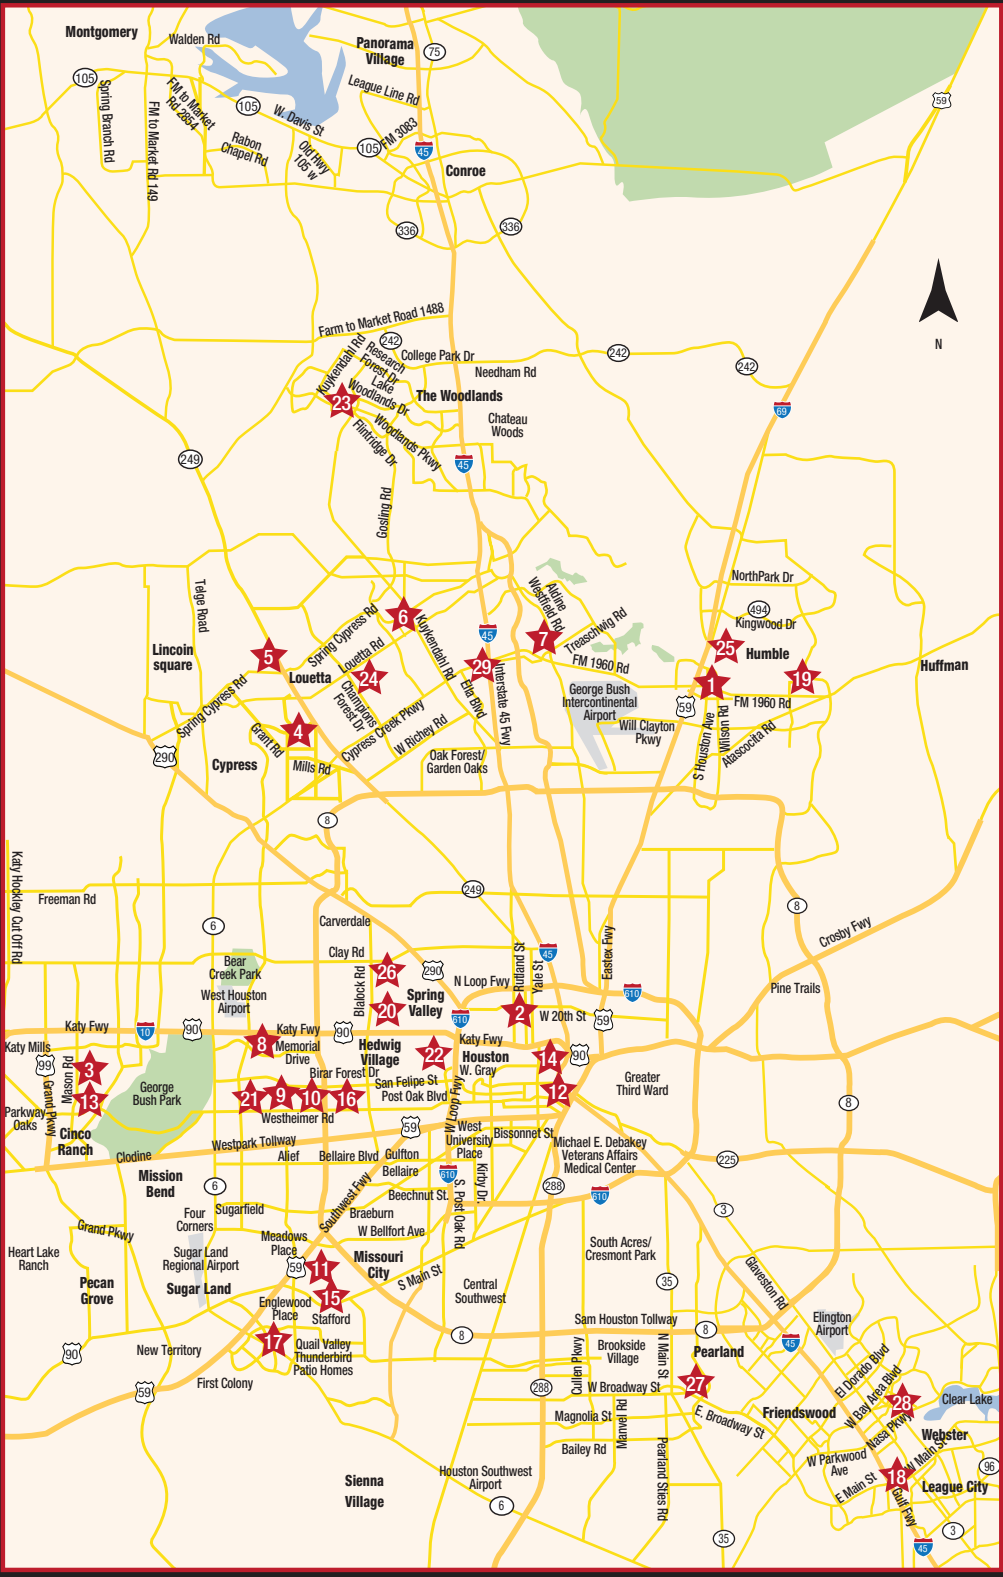 Montgomery
Walden Rd
Panorama
Village
75
105
Spring Branch Rd
FM to Market Rd 149
FM to Market
Rd 2854
105
W. Davis St
League Line Rd
Rabon
Chapel Rd
Old Hwy
105 w
105
FM 3083
45
Conroe
59
336
336
N
Farm to Market Road 1488
242
Kuykendahl Rd
Research
Forest Dr
College Park Dr
242
242
Needham Rd
Lake
Woodlands Dr
The Woodlands
23
69
Chateau
Woods
Woodlands Pkwy
Flintridge Dr
249
45
Gosling Rd
NorthPark Dr
Telge Road
Aldine
Westfield Rd
494
Kingwood Dr
6
Spring Cypress Rd
Kuykendahl Rd
45
7
Treaschwig Rd
25
Humble
Lincoin
square
5
Louetta
Louetta Rd
24
29
FM 1960 Rd
1
19
Huffman
Spring Cypress Rd
Champions
Forest Dr
Ella Blvd
Interstate 45 Fwy
George Bush
Intercontinental
Airport
59
FM 1960 Rd
4
Cypress Creek Pkwy
W Richey Rd
Will Clayton
Pkwy
S Houston Ave
Wilson Rd
Atascocita Rd
Grant Rd
290
Cypress
Mills Rd
Oak Forest/
Garden Oaks
8
Katy Hockley Cut Off Rd
Freeman Rd
249
8
6
Carverdale
Crosby Fwy
Clay Rd
Eastex Fwy
Bear
Creek Park
Blalock Rd
26
290
N Loop Fwy
Rutland St
Yale St
45
610
Pine Trails
West Houston
Airport
20
Spring
Valley
610
2
W 20th St
59
Katy Fwy
10
90
Katy Fwy
90
Katy Fwy
Katy Mills
8
Memorial
Drive
Hedwig
Village
22
Houston
W. Gray
14
90
99
Mason Rd
3
Birar Forest Dr
San Felipe St
Greater
Third Ward
Grand Pkwy
13
George
Bush Park
21
9
10
16
Post Oak Blvd
W Loop Fwy
12
8
Parkway
Oaks
Westheimer Rd
59
Cinco
Ranch
West
University
Place
Bissonnet St
Clodine
Westpark Tollway
Michael E. Debakey
Veterans Affairs
Medical Center
Alief
Bellaire Blvd
Gulfton
Bellaire
225
Mission
Bend
6
610
Kirby Dr.
288
610
Beechnut St.
S. Post Oak Rd
Sugarfield
Four
Corners
Southwest Fwy
Braeburn
3
Grand Pkwy
W Bellfort Ave
Meadows
Place
South Acres/
Cresmont Park
Heart Lake
Ranch
Sugar Land
Regional Airport
59
11
Missouri
City
S Main St
Glaveston Rd
35
Pecan
Grove
Sugar Land
15
Central
Southwest
Englewood
Place
Stafford
Sam Houston Tollway
Elington
Airport
17
8
8
45
90
New Territory
Quail Valley
Thunderbird
Patio Homes
Brookside
Village
N Main St
Pearland
El Dorado Blvd
First Colony
Cullen Pkwy
27
W Bay Area Blvd
59
288
W Broadway St
28
Clear Lake
Magnolia St
Manvel Rd
E. Broadway St
Friendswood
Nasa Pkwy
Webster
Bailey Rd
Pearland Sties Rd
W Parkwood
Ave
W Main St
Sienna
Village
Houston Southwest
Airport
18
96
League City
E Main St
6
Gulf Fwy
3
35
45